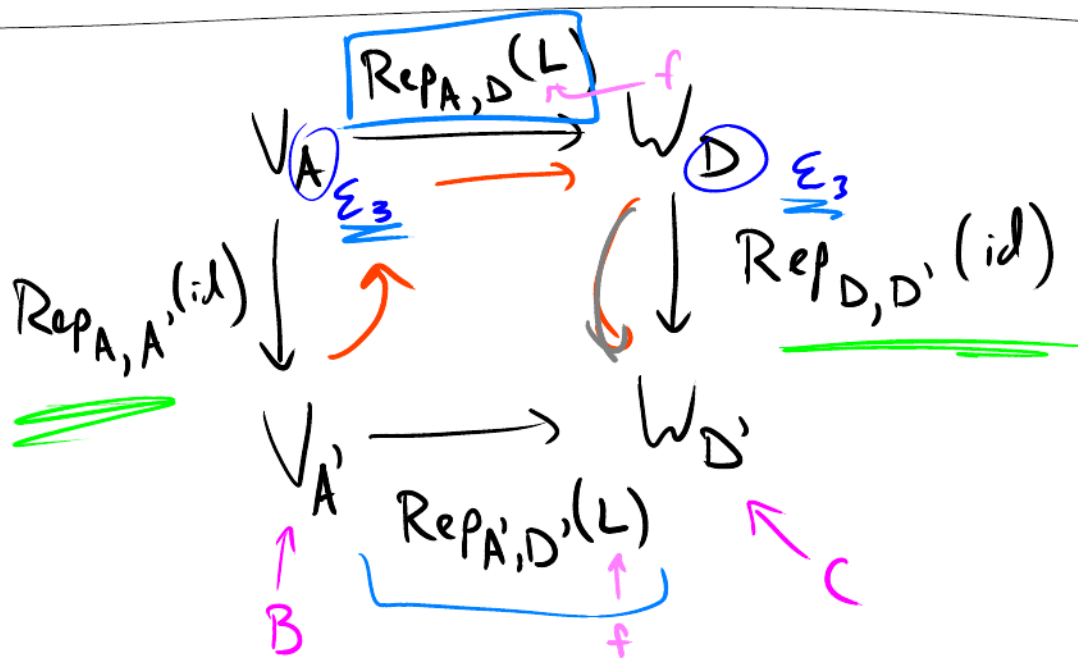 Rep_{A,D}(L) f
V_A W_D
ε_3 ε_3
Rep_{A,A'}(id) Rep_{D,D'}(id)
V_{A'} W_{D'}
Rep_{A',D'}(L)
B f C